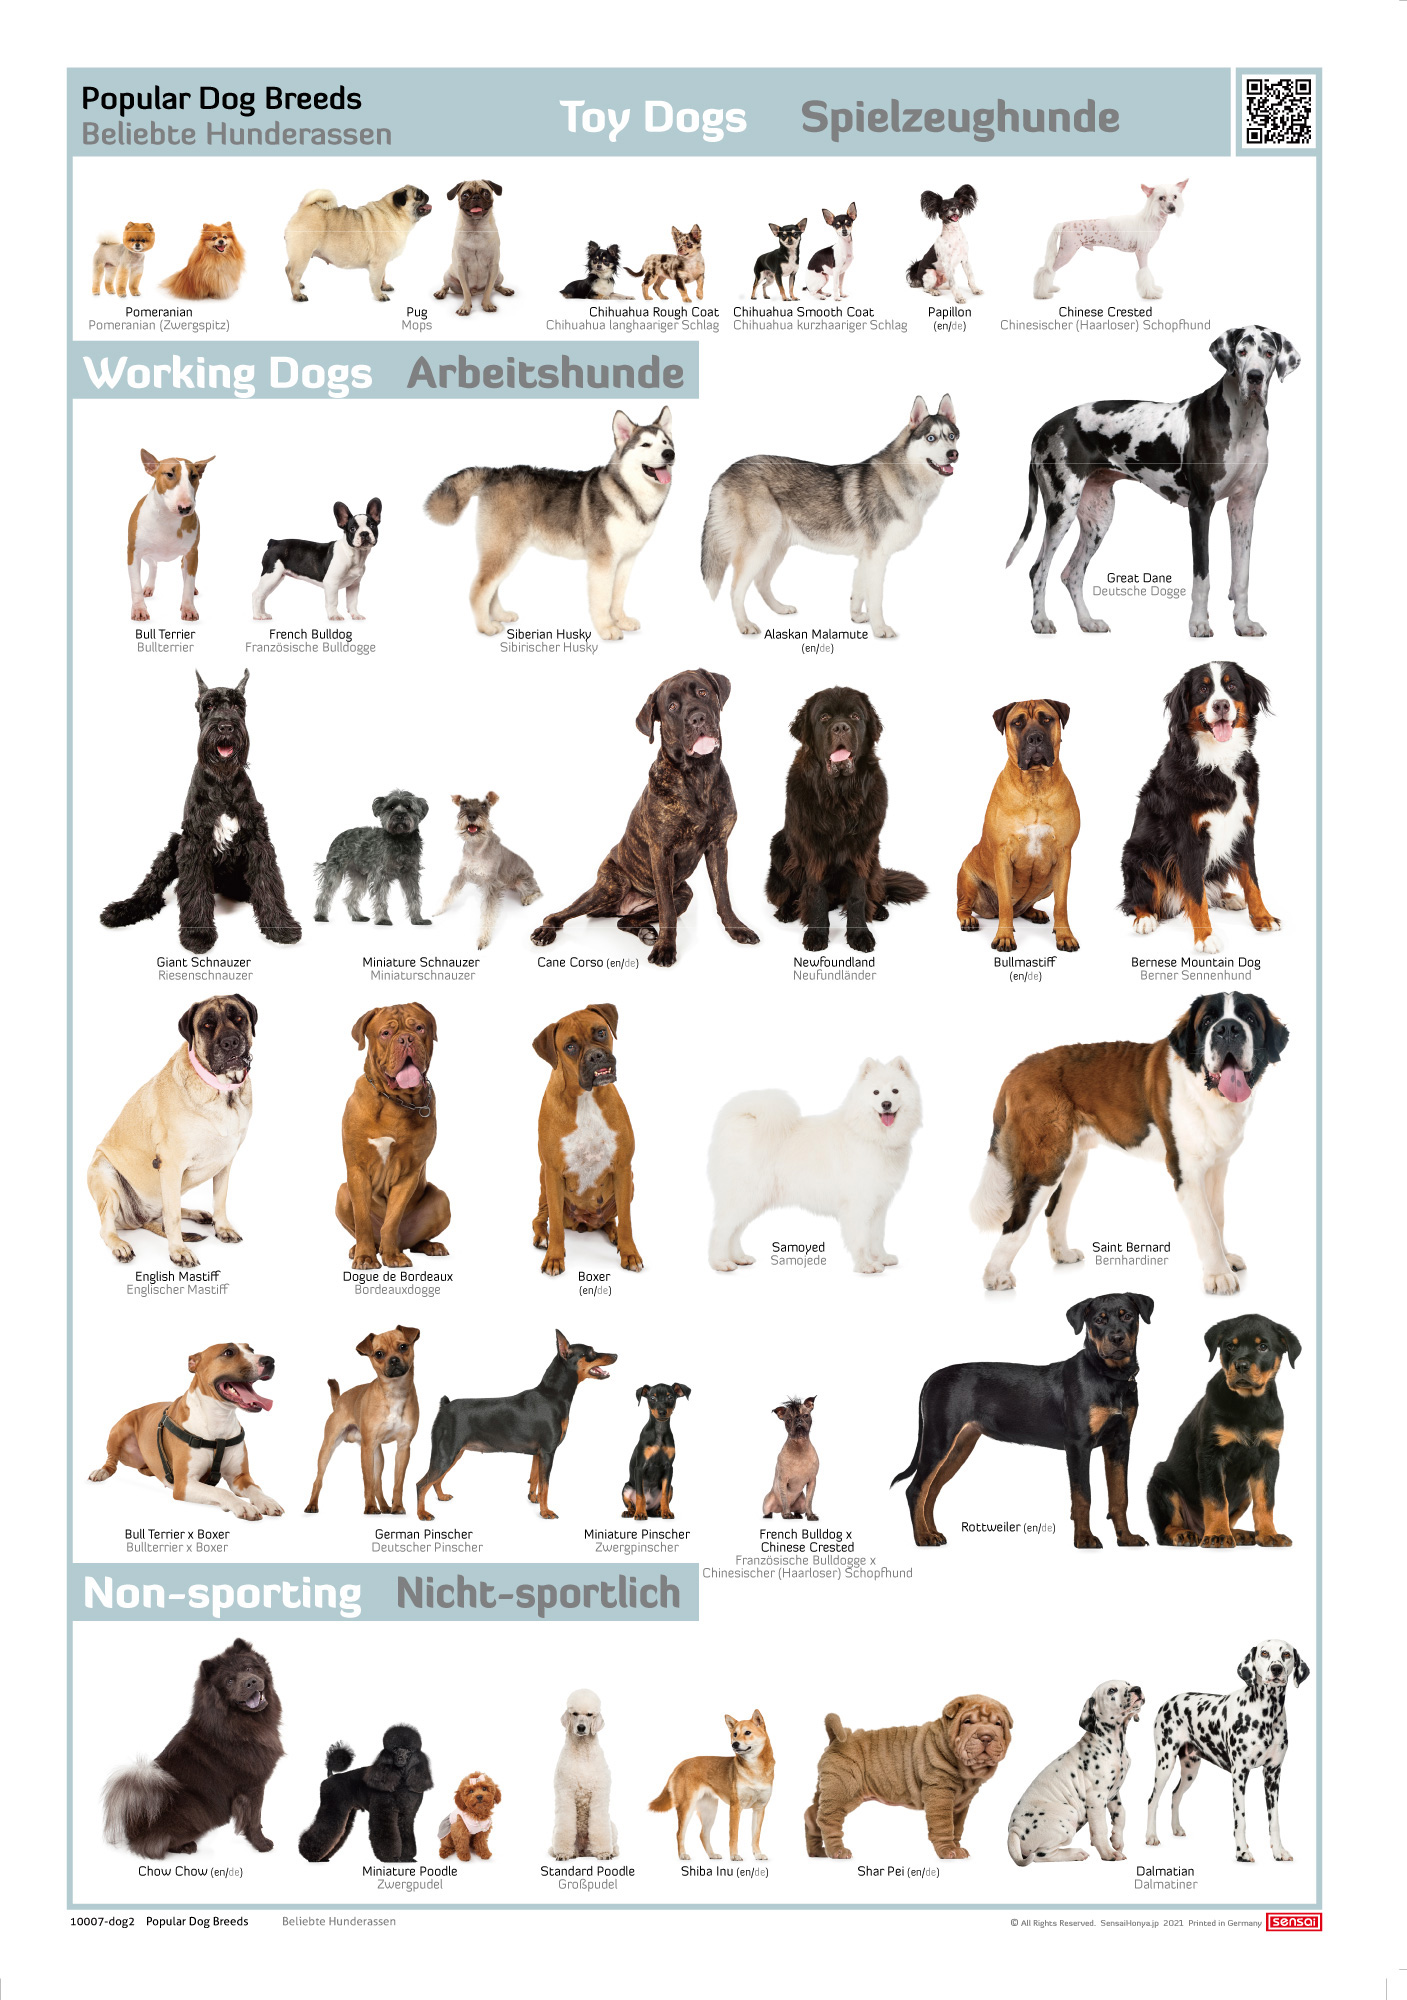 Popular Dog Breeds
Beliebte Hunderassen
Toy Dogs Spielzeughunde
Pomeranian
Pomeranian (Zwergspitz)
Pug
Mops
Chihuahua Rough Coat
Chihuahua langhaariger Schlag
Chihuahua Smooth Coat
Chihuahua kurzhaariger Schlag
Papillon
(en/de)
Chinese Crested
Chinesischer (Haarloser) Schopfhund
Working Dogs Arbeitshunde
Bull Terrier
Bullterrier
French Bulldog
Französische Bulldogge
Siberian Husky
Sibirischer Husky
Alaskan Malamute
(en/de)
Great Dane
Deutsche Dogge
Giant Schnauzer
Riesenschnauzer
Miniature Schnauzer
Miniaturschnauzer
Cane Corso (en/de)
Newfoundland
Neufundländer
Bullmastiff
(en/de)
Bernese Mountain Dog
Berner Sennenhund
English Mastiff
Englischer Mastiff
Dogue de Bordeaux
Bordeauxdogge
Boxer
(en/de)
Samoyed
Samojede
Saint Bernard
Bernhardiner
Bull Terrier x Boxer
Bullterrier x Boxer
German Pinscher
Deutscher Pinscher
Miniature Pinscher
Zwergpinscher
French Bulldog x
Chinese Crested
Französische Bulldogge x
Chinesischer (Haarloser) Schopfhund
Rottweiler (en/de)
Non-sporting Nicht-sportlich
Chow Chow (en/de)
Miniature Poodle
Zwergpudel
Standard Poodle
Großpudel
Shiba Inu (en/de)
Shar Pei (en/de)
Dalmatian
Dalmatiner
10007-dog2 Popular Dog Breeds Beliebte Hunderassen
© All Rights Reserved. SensaiHonya.jp 2021 Printed in Germany sensai